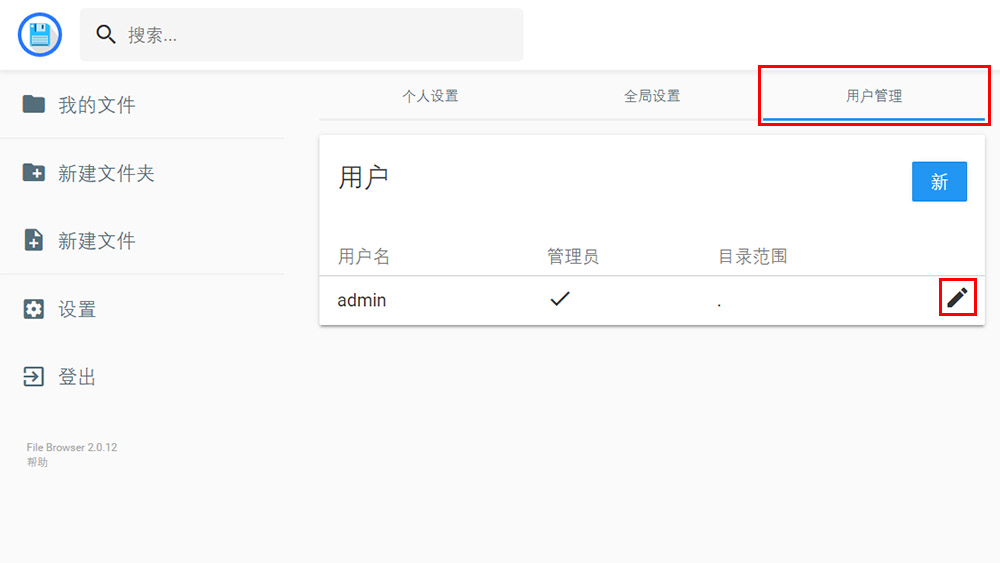 搜索...
我的文件
新建文件夹
新建文件
设置
登出
File Browser 2.0.12
帮助
个人设置 全局设置 用户管理
用户 新
用户名 管理员 目录范围
admin .